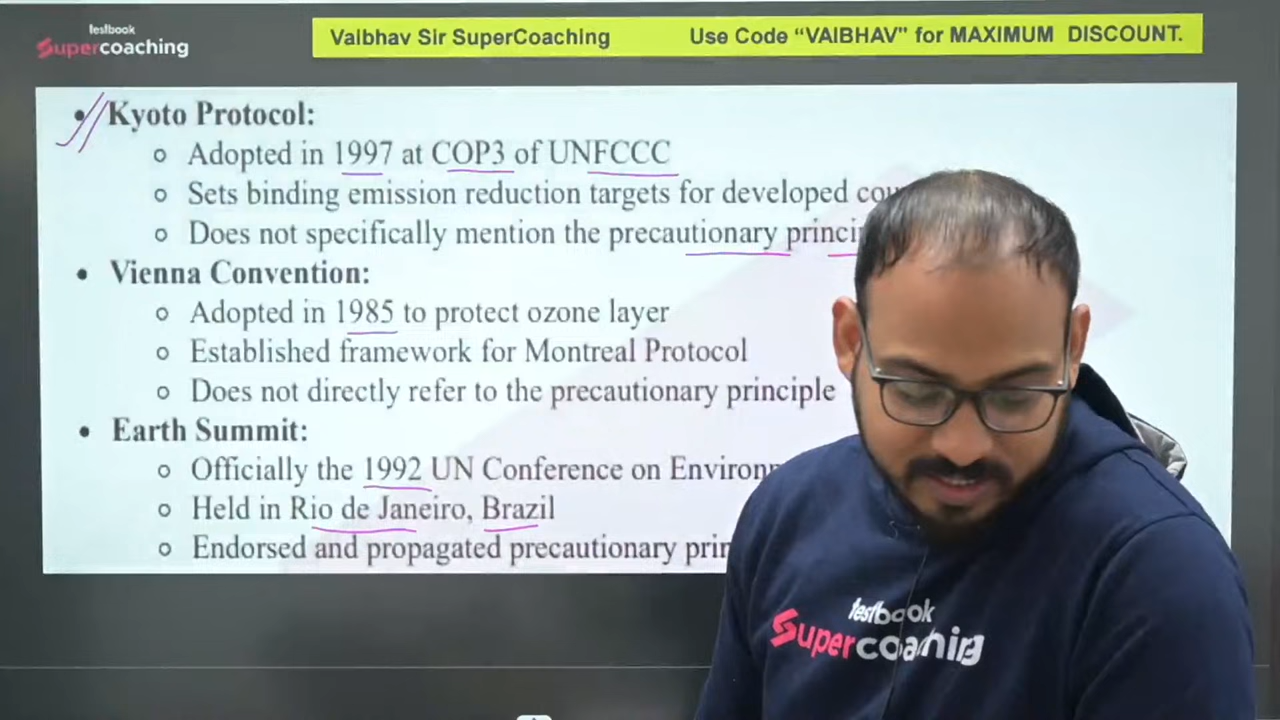 testbook
Supercoaching
Vaibhav Sir SuperCoaching Use Code “VAIBHAV” for MAXIMUM DISCOUNT.
• Kyoto Protocol:
o Adopted in 1997 at COP3 of UNFCCC
o Sets binding emission reduction targets for developed
o Does not specifically mention the precautionary
• Vienna Convention:
o Adopted in 1985 to protect ozone layer
o Established framework for Montreal Protocol
o Does not directly refer to the precautionary principle
• Earth Summit:
o Officially the 1992 UN Conference on
o Held in Rio de Janeiro, Brazil
o Endorsed and propagated precautionary
testbook
Supercoaching